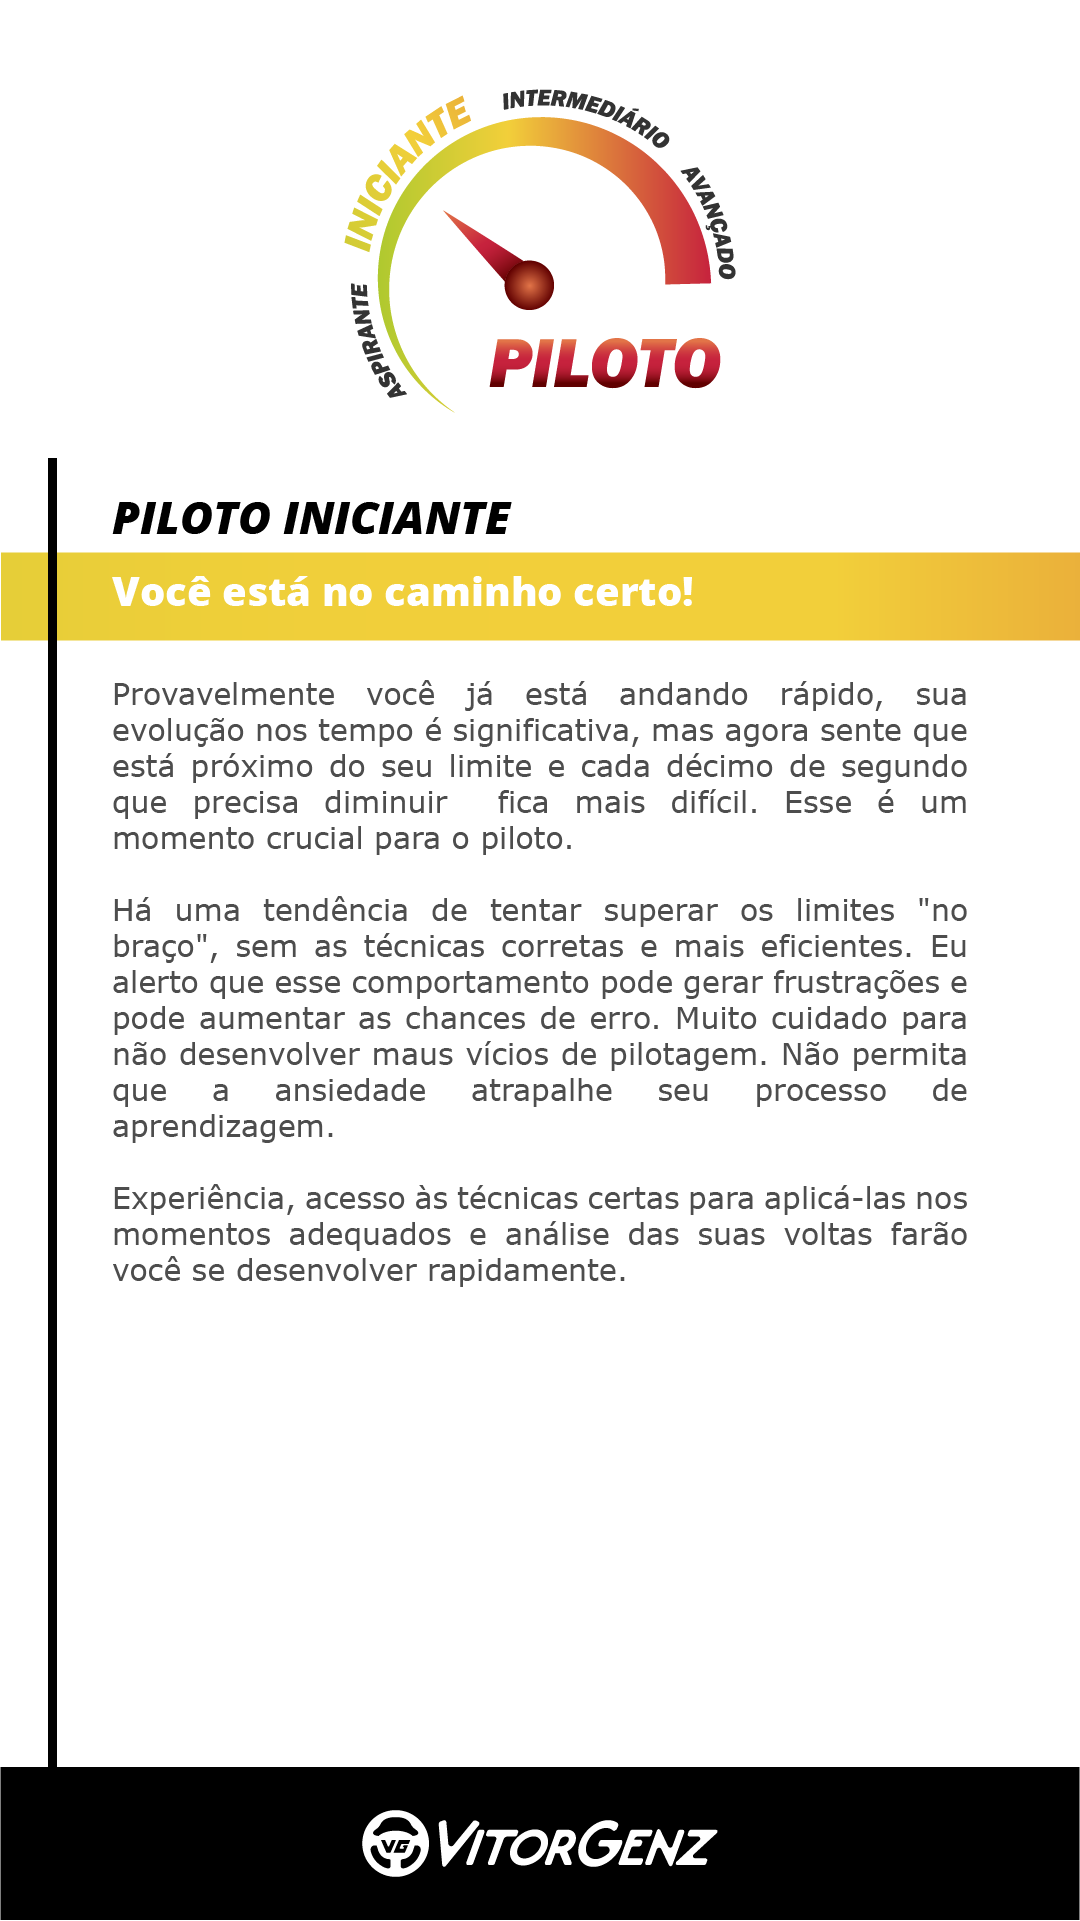 ASPIRANTE
INICIANTE
INTERMEDIÁRIO
AVANÇADO
PILOTO
PILOTO INICIANTE
Você está no caminho certo!
Provavelmente você já está andando rápido, sua
evolução nos tempo é significativa, mas agora sente que
está próximo do seu limite e cada décimo de segundo
que precisa diminuir fica mais difícil. Esse é um
momento crucial para o piloto.
Há uma tendência de tentar superar os limites "no
braço", sem as técnicas corretas e mais eficientes. Eu
alerto que esse comportamento pode gerar frustrações e
pode aumentar as chances de erro. Muito cuidado para
não desenvolver maus vícios de pilotagem. Não permita
que a ansiedade atrapalhe seu processo de
aprendizagem.
Experiência, acesso às técnicas certas para aplicá-las nos
momentos adequados e análise das suas voltas farão
você se desenvolver rapidamente.
VG VITORGENZ